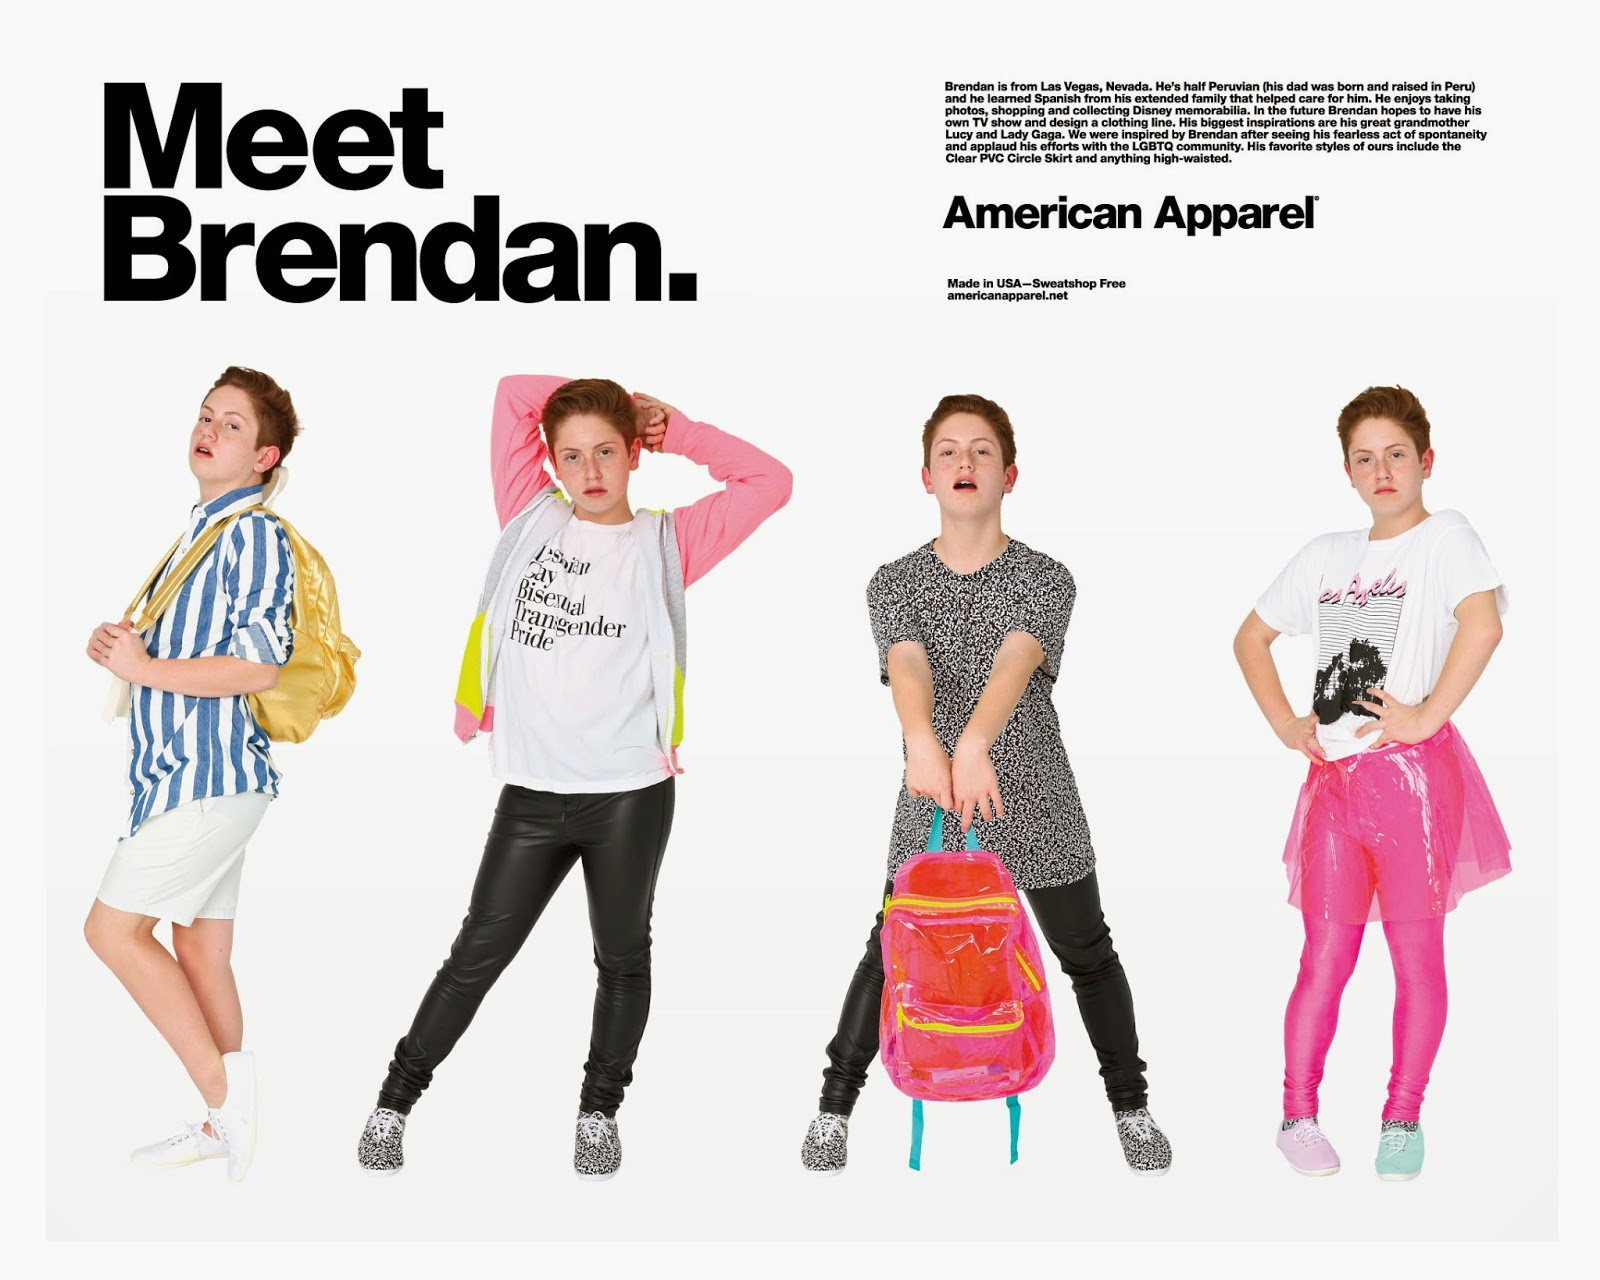 Meet
Brendan.
Brendan is from Las Vegas, Nevada. He's half Peruvian (his dad was born and raised in Peru)
and he learned Spanish from his extended family that helped care for him. He enjoys taking
photos, shopping and collecting Disney memorabilia. In the future Brendan hopes to have his
own TV show and design a clothing line. His biggest inspirations are his great grandmother
Lucy and Lady Gaga. We were inspired by Brendan after seeing his fearless act of spontaneity
and applaud his efforts with the LGBTQ community. His favorite styles of ours include the
Clear PVC Circle Skirt and anything high-waisted.
American Apparel®
Made in USA—Sweatshop Free
americanapparel.net
Lesbian
Gay
Bisexual
Transgender
Pride
Los Angeles